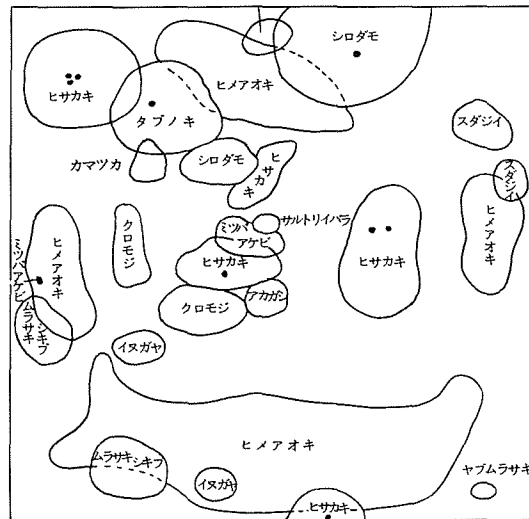 シロダモ
ヒメアオキ
ヒサカキ
タブノキ
スダジイ
カマツカ
シロダモ
ヒサカキ
スダジイ
ヒメアオキ
クロモジ
ミツバアケビ
サルトリイバラ
ヒサカキ
ヒサカキ
ミツバアケビ
ヒメアオキ
クロモジ
アカガシ
ムラサキシキブ
イヌガヤ
ヒメアオキ
ムラサキシキブ
イヌガヤ
ヤブムラサキ
ヒサカキ